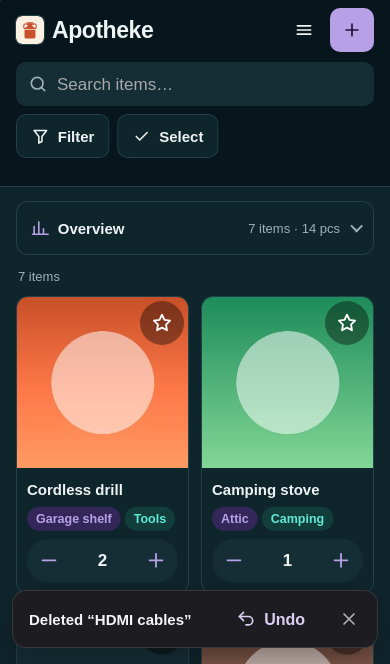 Apotheke
Search items…
Filter
Select
Overview
7 items · 14 pcs
7 items
Cordless drill
Garage shelf
Tools
2
Camping stove
Attic
Camping
1
Deleted “HDMI cables”
Undo